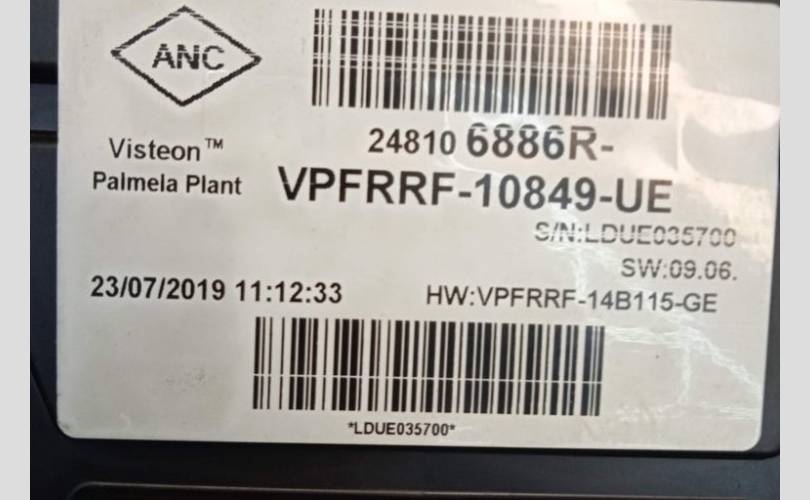 ANC
Visteon™
Palmela Plant
24810 6886R-
VPFRRF-10849-UE
S/N:LDUE035700
SW:09.06.
23/07/2019 11:12:33
HW:VPFRRF-14B115-GE
*LDUE035700*